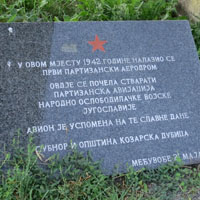 У ОВОМ МЈЕСТУ 1942. ГОДИНЕ НАЛАЗИО СЕ
ПРВИ ПАРТИЗАНСКИ АЕРОДРОМ
ОВДЈЕ СЕ ПОЧЕЛА СТВАРАТИ
ПАРТИЗАНСКА АВИЈАЦИЈА
НАРОДНО ОСЛОБОДИЛАЧКЕ ВОЈСКЕ
ЈУГОСЛАВИЈЕ
ЈЕ УСПОМЕНА НА ТЕ СЛАВНЕ ДАНЕ
СУБНОР И ОПШТИНА КОЗАРСКА ДУБИЦА
МЕЂУВОЂЕ